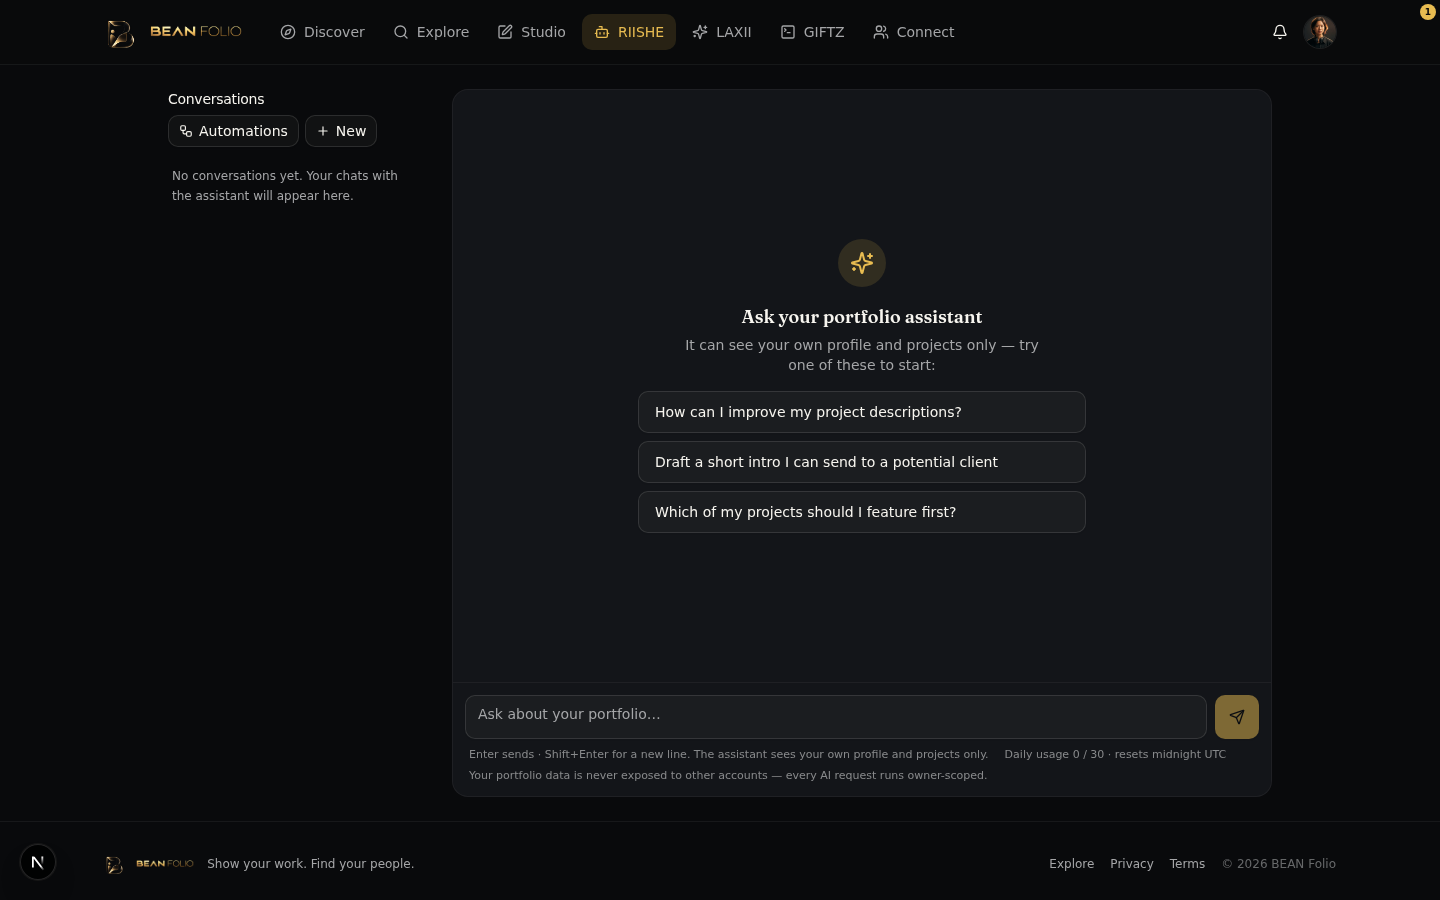 1
BEAN FOLIO
Discover
Explore
Studio
RIISHE
LAXII
GIFTZ
Connect
Conversations
Automations
New
No conversations yet. Your chats with
the assistant will appear here.
Ask your portfolio assistant
It can see your own profile and projects only — try
one of these to start:
How can I improve my project descriptions?
Draft a short intro I can send to a potential client
Which of my projects should I feature first?
Ask about your portfolio...
Enter sends · Shift+Enter for a new line. The assistant sees your own profile and projects only.
Daily usage 0 / 30 · resets midnight UTC
Your portfolio data is never exposed to other accounts — every AI request runs owner-scoped.
N
BEAN FOLIO
Show your work. Find your people.
Explore
Privacy
Terms
© 2026 BEAN Folio